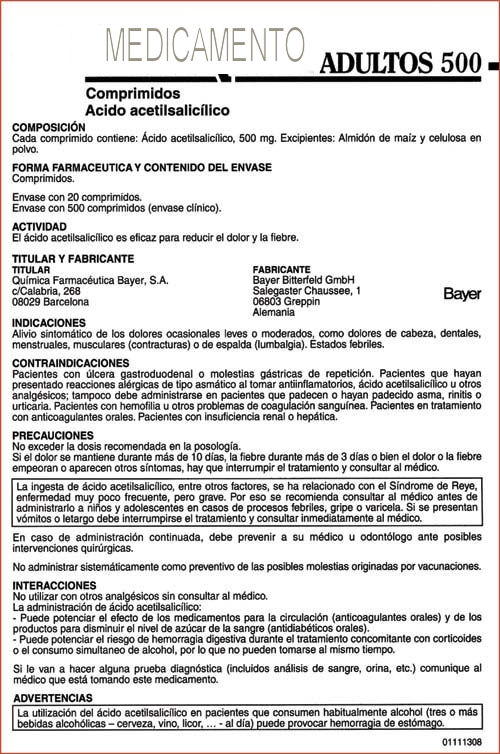 MEDICAMENTO
ADULTOS 500
Comprimidos
Acido acetilsalicílico
COMPOSICIÓN
Cada comprimido contiene: Ácido acetilsalicílico, 500 mg. Excipientes: Almidón de maíz y celulosa en
polvo.
FORMA FARMACEUTICA Y CONTENIDO DEL ENVASE
Comprimidos.
Envase con 20 comprimidos.
Envase con 500 comprimidos (envase clínico).
ACTIVIDAD
El ácido acetilsalicílico es eficaz para reducir el dolor y la fiebre.
TITULAR Y FABRICANTE
TITULAR
Química Farmacéutica Bayer, S.A.
c/Calabria, 268
08029 Barcelona
FABRICANTE
Bayer Bitterfeld GmbH
Salegaster Chaussee, 1
06803 Greppin
Alemania
Bayer
INDICACIONES
Alivio sintomático de los dolores ocasionales leves o moderados, como dolores de cabeza, dentales,
menstruales, musculares (contracturas) o de espalda (lumbalgia). Estados febriles.
CONTRAINDICACIONES
Pacientes con úlcera gastroduodenal o molestias gástricas de repetición. Pacientes que hayan
presentado reacciones alérgicas de tipo asmático al tomar antiinflamatorios, ácido acetilsalicílico u otros
analgésicos; tampoco debe administrarse en pacientes que padecen o hayan padecido asma, rinitis o
urticaria. Pacientes con hemofilia u otros problemas de coagulación sanguínea. Pacientes en tratamiento
con anticoagulantes orales. Pacientes con insuficiencia renal o hepática.
PRECAUCIONES
No exceder la dosis recomendada en la posología.
Si el dolor se mantiene durante más de 10 días, la fiebre durante más de 3 días o bien el dolor o la fiebre
empeoran o aparecen otros síntomas, hay que interrumpir el tratamiento y consultar al médico.
La ingesta de ácido acetilsalicílico, entre otros factores, se ha relacionado con el Síndrome de Reye,
enfermedad muy poco frecuente, pero grave. Por eso se recomienda consultar al médico antes de
administrarlo a niños y adolescentes en casos de procesos febriles, gripe o varicela. Si se presentan
vómitos o letargo debe interrumpirse el tratamiento y consultar inmediatamente al médico.
En caso de administración continuada, debe prevenir a su médico u odontólogo ante posibles
intervenciones quirúrgicas.
No administrar sistemáticamente como preventivo de las posibles molestias originadas por vacunaciones.
INTERACCIONES
No utilizar con otros analgésicos sin consultar al médico.
La administración de ácido acetilsalicílico:
- Puede potenciar el efecto de los medicamentos para la circulación (anticoagulantes orales) y de los
productos para disminuir el nivel de azúcar de la sangre (antidiabéticos orales).
- Puede potenciar el riesgo de hemorragia digestiva durante el tratamiento concomitante con corticoides
o el consumo simultaneo de alcohol, por lo que no pueden tomarse al mismo tiempo.
Si le van a hacer alguna prueba diagnóstica (incluidos análisis de sangre, orina, etc.) comunique al
médico que está tomando este medicamento.
ADVERTENCIAS
La utilización del ácido acetilsalicílico en pacientes que consumen habitualmente alcohol (tres o más
bebidas alcohólicas – cerveza, vino, licor, ... - al día) puede provocar hemorragia de estómago.
01111308